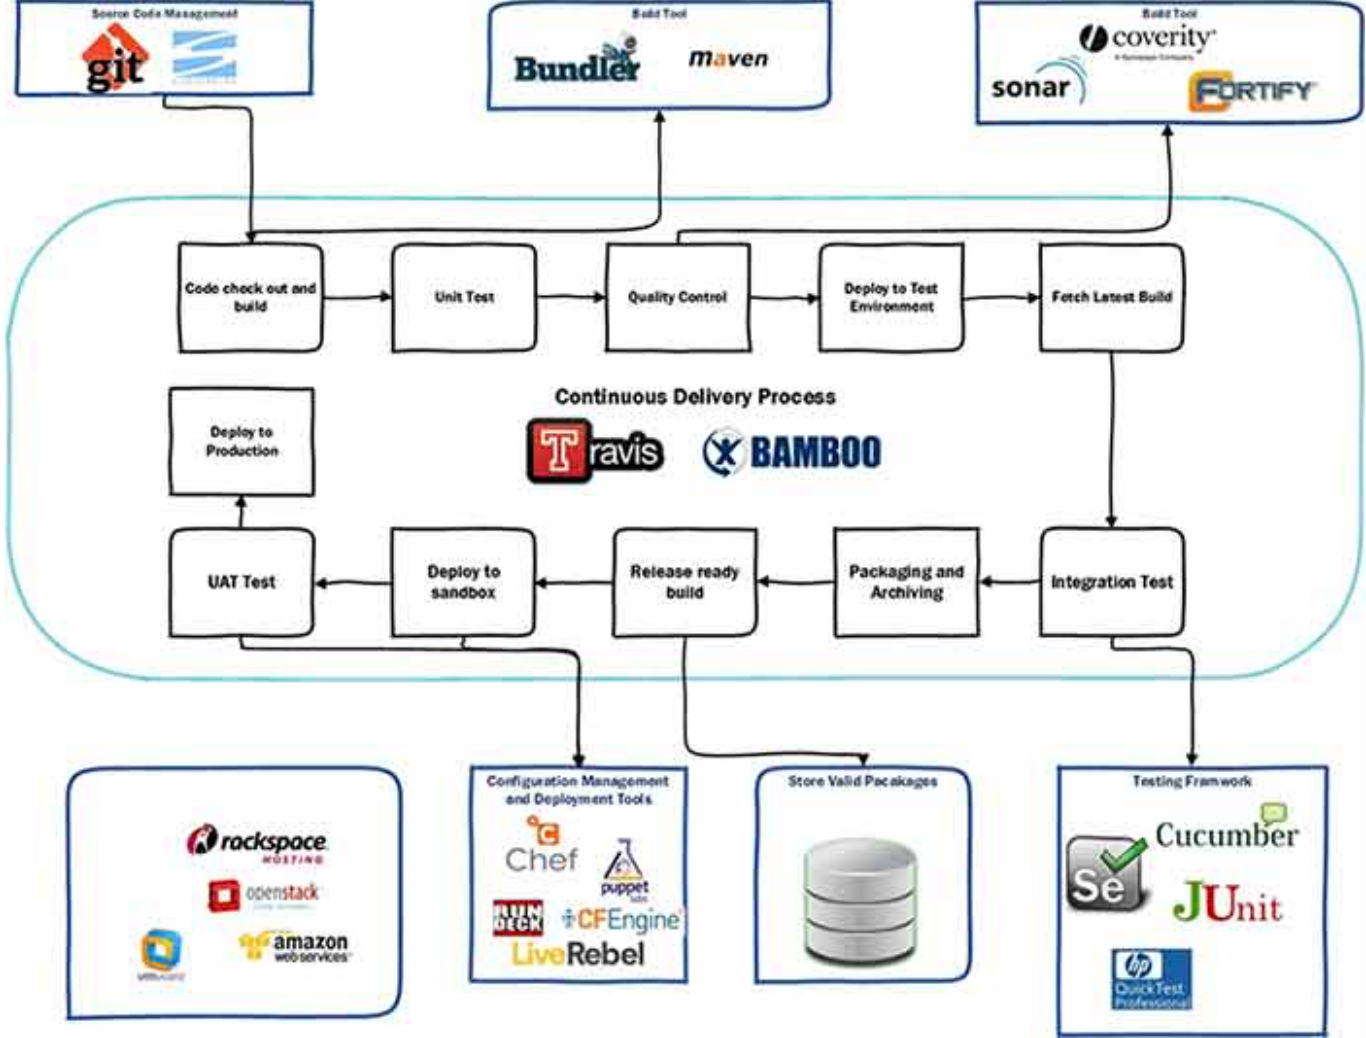 Source Code Management
git
Build Tool
Bundler
maven
Build Tool
coverity
sonar
FORTIFY
Code check out and
build
Unit Test
Quality Control
Deploy to Test
Environment
Fetch Latest Build
Deploy to
Production
Continuous Delivery Process
Travis
BAMBOO
UAT Test
Deploy to
sandbox
Release ready
build
Packaging and
Archiving
Integration Test
rackspace
HOSTING
openstack
vmware
amazon
webservices
Configuration Management
and Deployment Tools
Chef
puppet
labs
RUN
DECK
CFEngine
LiveRebel
Store Valid Pacakages
Testing Framwork
Cucumber
Se
JUnit
hp
QuickTest
Professional